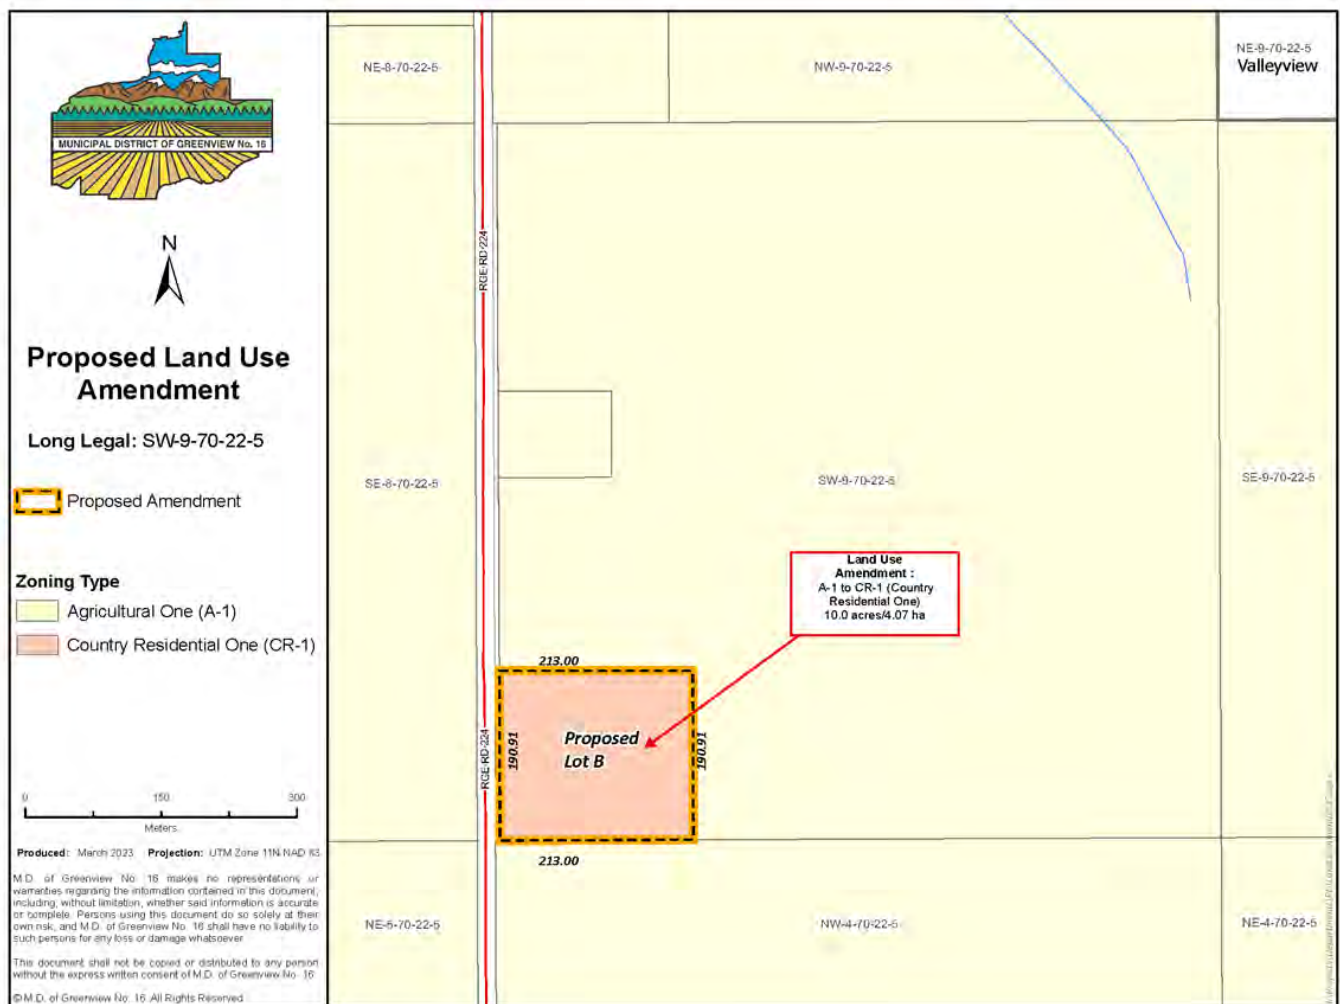 MUNICIPAL DISTRICT OF GREENVIEW No. 16
N
Proposed Land Use
Amendment
Long Legal: SW-9-70-22-5
Proposed Amendment
Zoning Type
Agricultural One (A-1)
Country Residential One (CR-1)
0 150 300
Meters
Produced: March 2023 Projection: UTM Zone 11N NAD 83
M.D. of Greenview No. 16 makes no representations or
warranties regarding the information contained in this document,
including, without limitation, whether said information is accurate
or complete. Persons using this document do so solely at their
own risk, and M.D. of Greenview No. 16 shall have no liability to
such persons for any loss or damage whatsoever.
This document shall not be copied or distributed to any person
without the express written consent of M.D. of Greenview No. 16
© M.D. of Greenview No. 16 All Rights Reserved
NE-8-70-22-5
NW-9-70-22-5
NE-9-70-22-5
Valleyview
RGE-RD-224
SE-8-70-22-5
SW-9-70-22-5
SE-9-70-22-5
Land Use
Amendment :
A-1 to CR-1 (Country
Residential One)
10.0 acres/4.07 ha
213.00
190.91
Proposed
Lot B
190.91
RGE-RD-224
213.00
NE-5-70-22-5
NW-4-70-22-5
NE-4-70-22-5